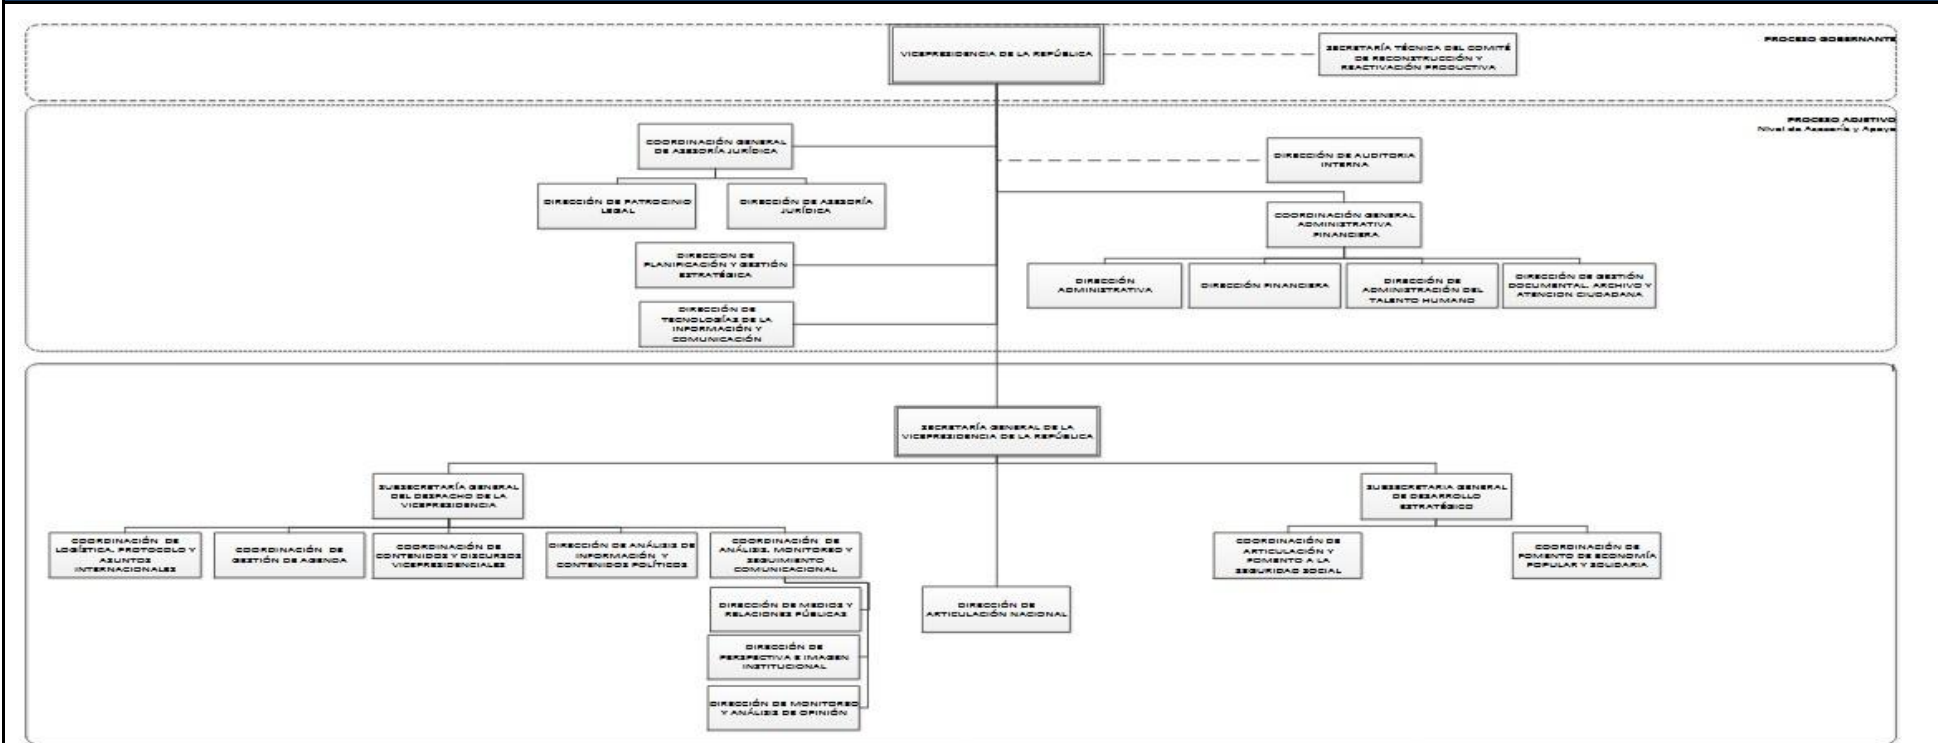 VICEPRESIDENCIA DE LA REPÚBLICA
SECRETARÍA TÉCNICA DEL COMITÉ
DE RECONSTRUCCIÓN Y
REACTIVACIÓN PRODUCTIVA
PROCESO GOBERNANTE
PROCESO ADJETIVO
Nivel de Asesoría y Apoyo
COORDINACIÓN GENERAL
DE ASESORÍA JURÍDICA
DIRECCIÓN DE AUDITORIA
INTERNA
DIRECCIÓN DE PATROCINIO
LEGAL
DIRECCIÓN DE ASESORÍA
JURÍDICA
COORDINACIÓN GENERAL
ADMINISTRATIVA
FINANCIERA
DIRECCION DE
PLANIFICACIÓN Y GESTIÓN
ESTRATÉGICA
DIRECCIÓN
ADMINISTRATIVA
DIRECCIÓN FINANCIERA
DIRECCIÓN DE
ADMINISTRACIÓN DEL
TALENTO HUMANO
DIRECCIÓN DE GESTIÓN
DOCUMENTAL, ARCHIVO Y
ATENCION CIUDADANA
DIRECCIÓN DE
TECNOLOGÍAS DE LA
INFORMACIÓN Y
COMUNICACIÓN
SECRETARÍA GENERAL DE LA
VICEPRESIDENCIA DE LA REPÚBLICA
SUBSECRETARÍA GENERAL
DEL DESPACHO DE LA
VICEPRESIDENCIA
SUBSECRETARIA GENERAL
DE DESARROLLO
ESTRATÉGICO
COORDINACIÓN DE
LOGÍSTICA, PROTOCOLO Y
ASUNTOS
INTERNACIONALES
COORDINACIÓN DE
GESTIÓN DE AGENDA
COORDINACIÓN DE
CONTENIDOS Y DISCURSOS
VICEPRESIDENCIALES
DIRECCIÓN DE ANÁLISIS DE
INFORMACIÓN Y
CONTENIDOS POLÍTICOS
COORDINACIÓN DE
ANÁLISIS, MONITOREO Y
SEGUIMIENTO
COMUNICACIONAL
COORDINACIÓN DE
ARTICULACIÓN Y
FOMENTO A LA
SEGURIDAD SOCIAL
COORDINACIÓN DE
FOMENTO DE ECONOMÍA
POPULAR Y SOLIDARIA
DIRECCIÓN DE MEDIOS Y
RELACIONES PÚBLICAS
DIRECCIÓN DE
ARTICULACIÓN NACIONAL
DIRECCIÓN DE
PERSPECTIVA E IMAGEN
INSTITUCIONAL
DIRECCIÓN DE MONITOREO
Y ANÁLISIS DE OPINIÓN